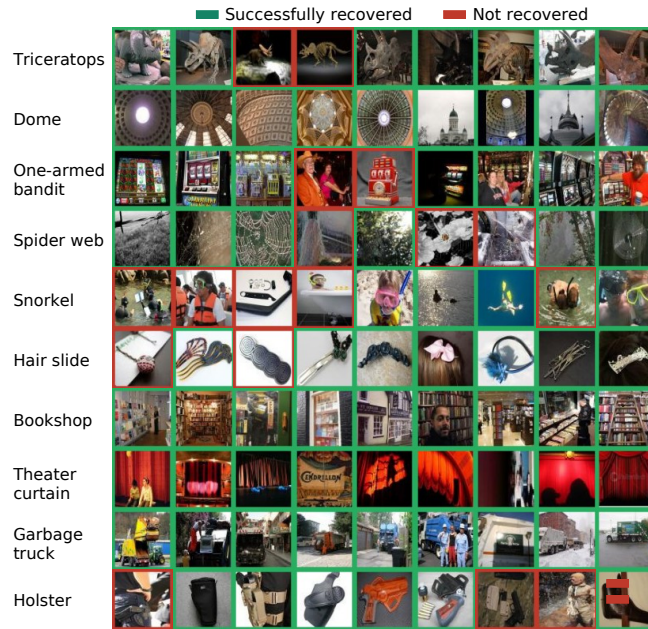 Successfully recovered
Not recovered
Triceratops
Dome
One-armed
bandit
Spider web
Snorkel
Hair slide
Bookshop
Theater
curtain
CENDRILLON
Garbage
truck
Holster